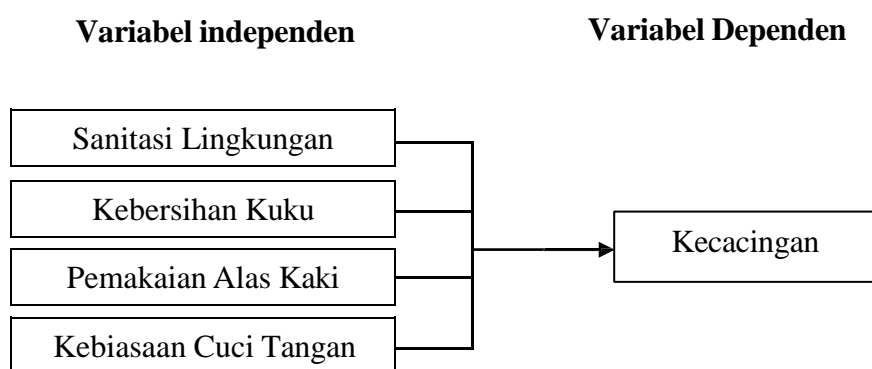 Variabel independen
Variabel Dependen
Sanitasi Lingkungan
Kebersihan Kuku
Pemakaian Alas Kaki
Kebiasaan Cuci Tangan
Kecacingan